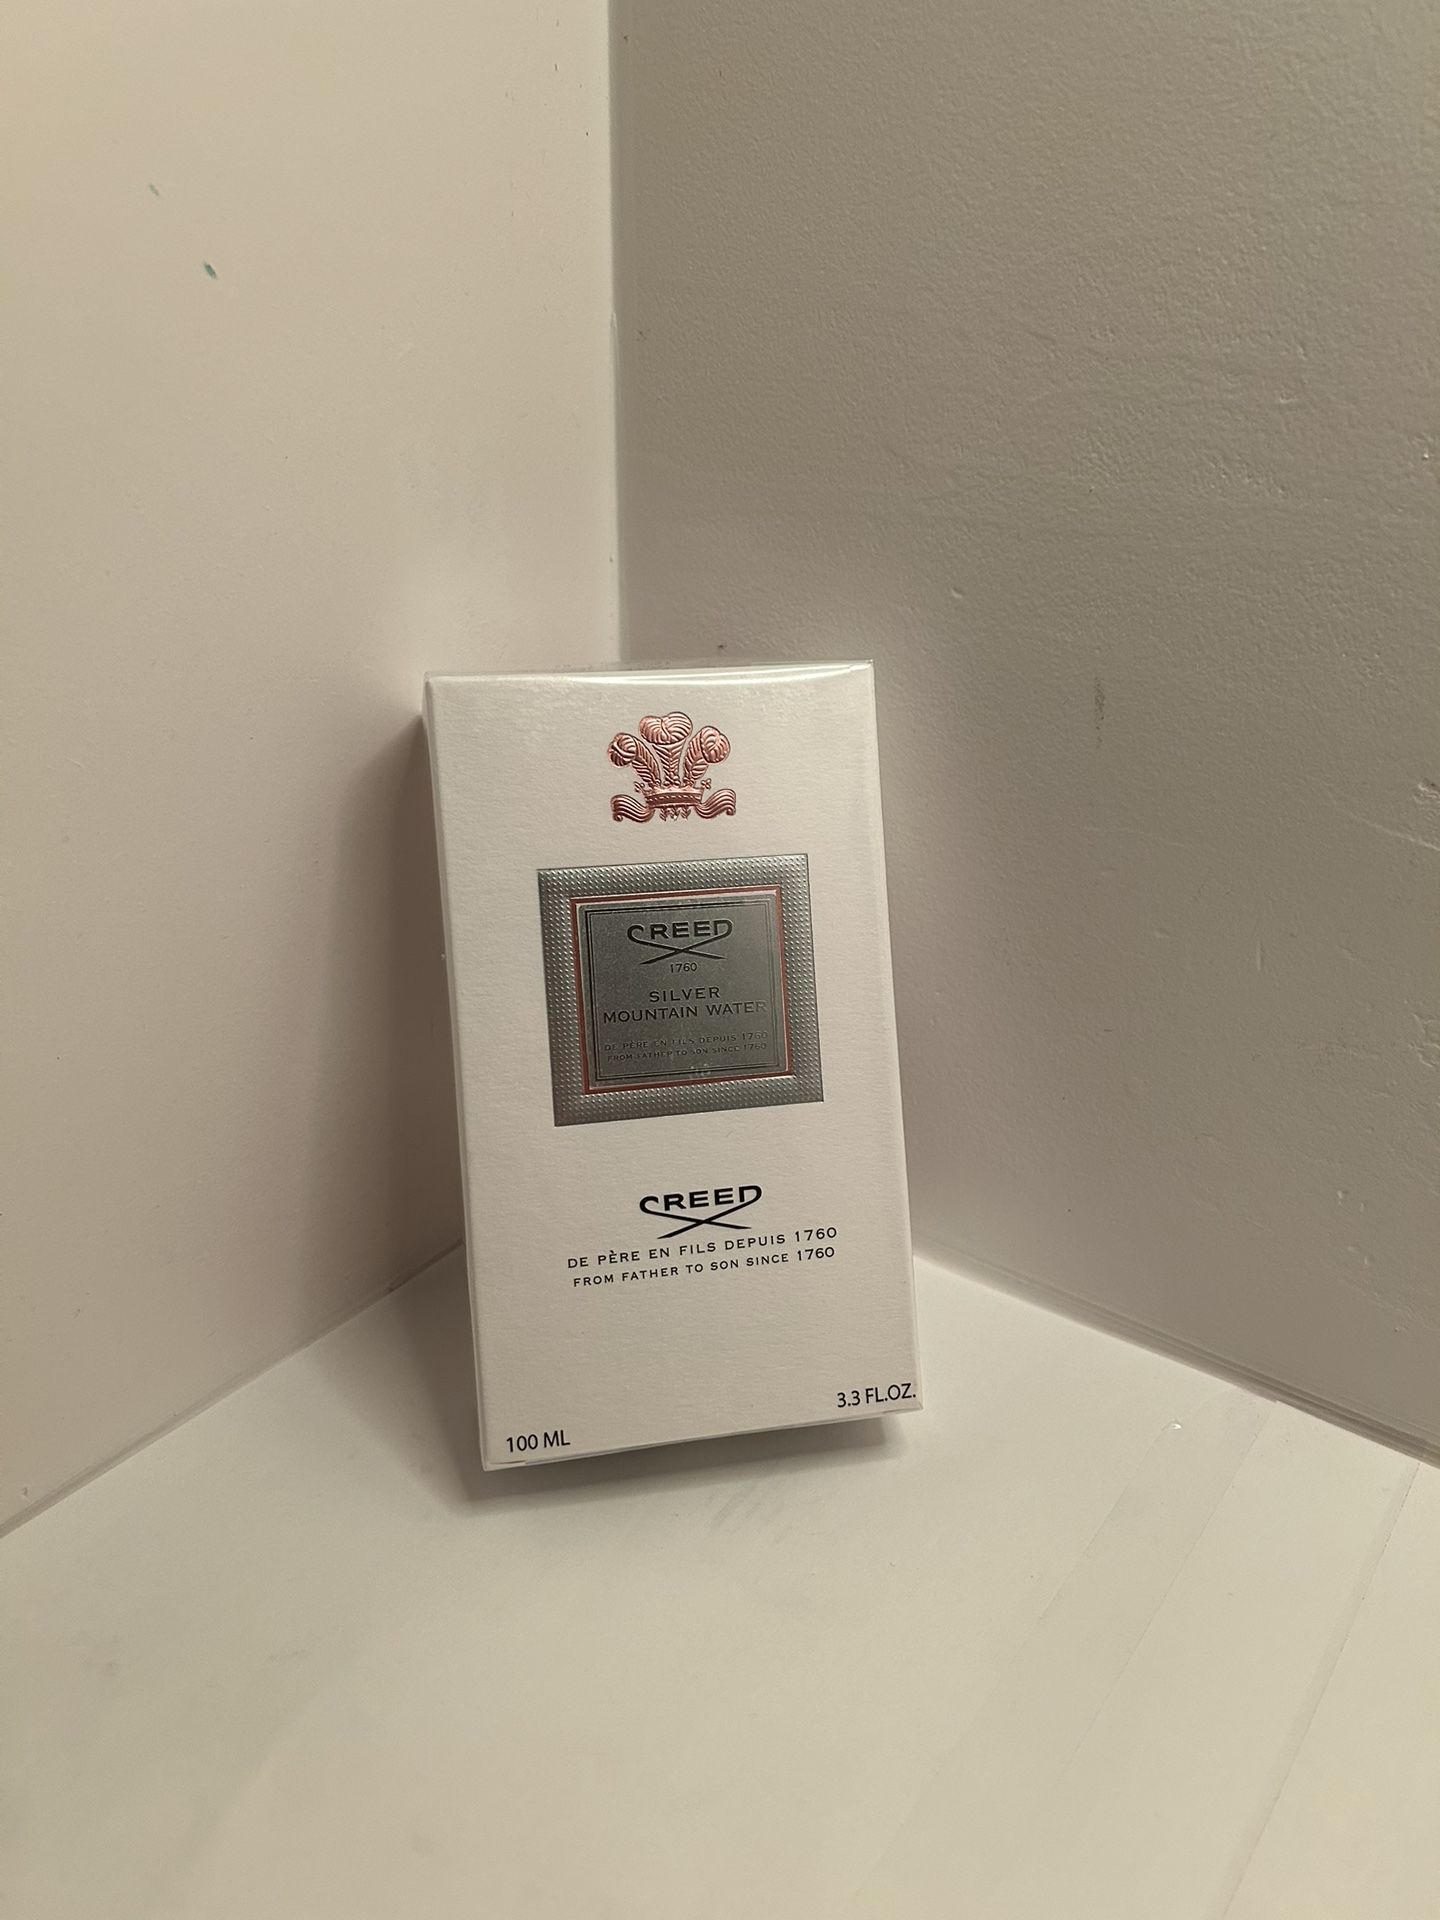 CREED
1760
SILVER
MOUNTAIN WATER
DE PÈRE EN FILS DEPUIS 1760
FROM FATHER TO SON SINCE 1760
CREED
DE PÈRE EN FILS DEPUIS 1760
FROM FATHER TO SON SINCE 1760
100 ML
3.3 FL.OZ.